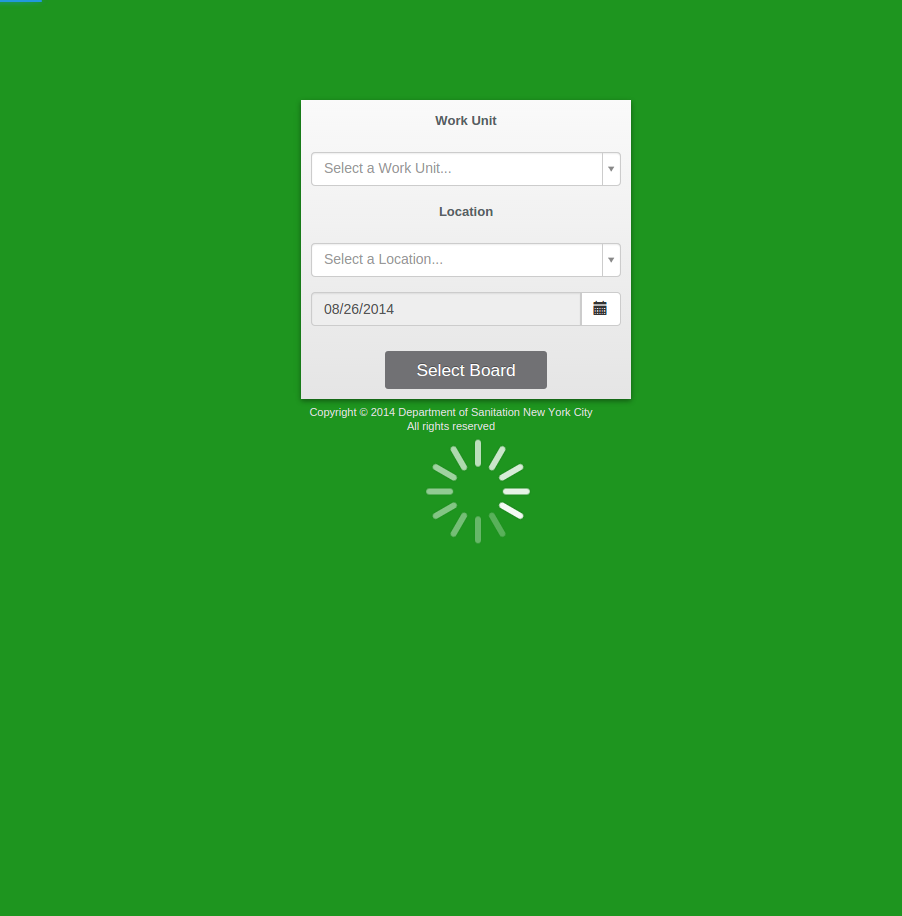 Work Unit
Select a Work Unit...
Location
Select a Location...
08/26/2014
Select Board
Copyright © 2014 Department of Sanitation New York City
All rights reserved